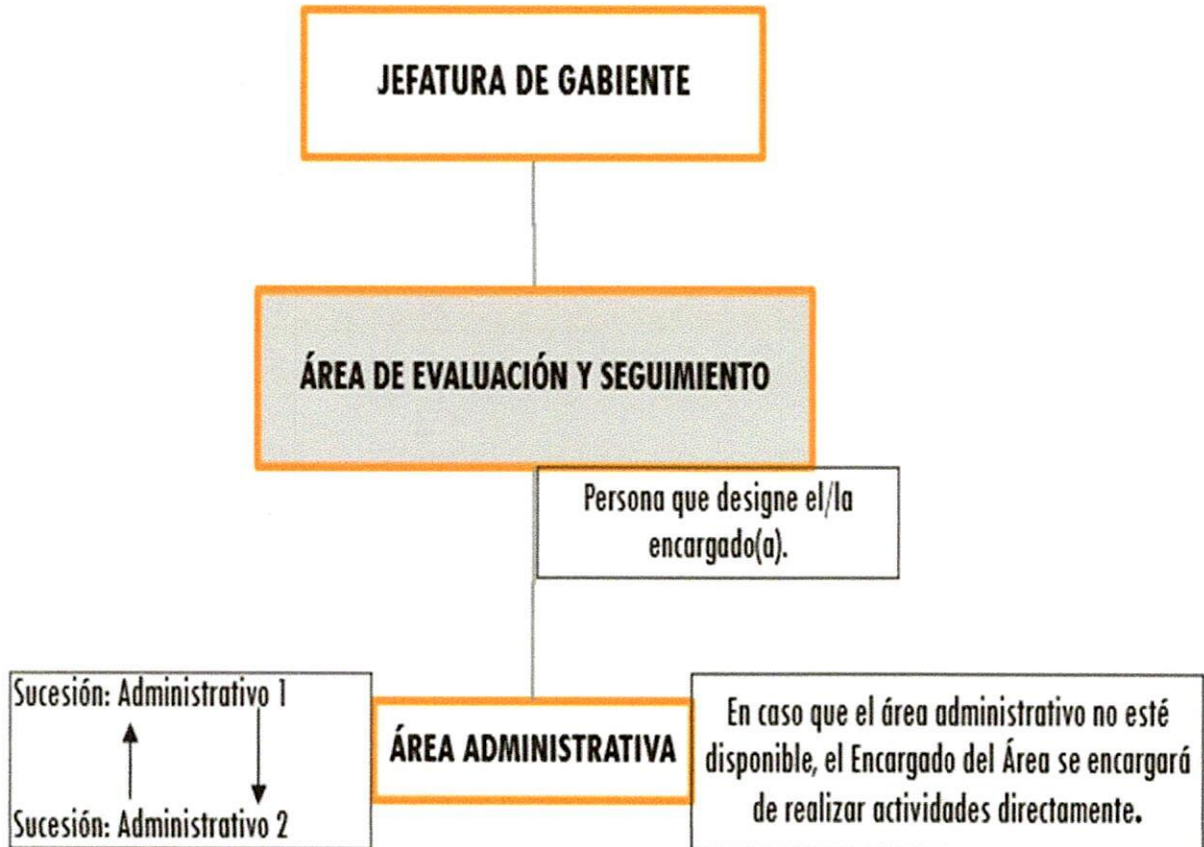 JEFATURA DE GABIENTE
ÁREA DE EVALUACIÓN Y SEGUIMIENTO
Persona que designe el/la
encargado(a).
Sucesión: Administrativo 1
Sucesión: Administrativo 2
ÁREA ADMINISTRATIVA
En caso que el área administrativo no esté
disponible, el Encargado del Área se encargará
de realizar actividades directamente.